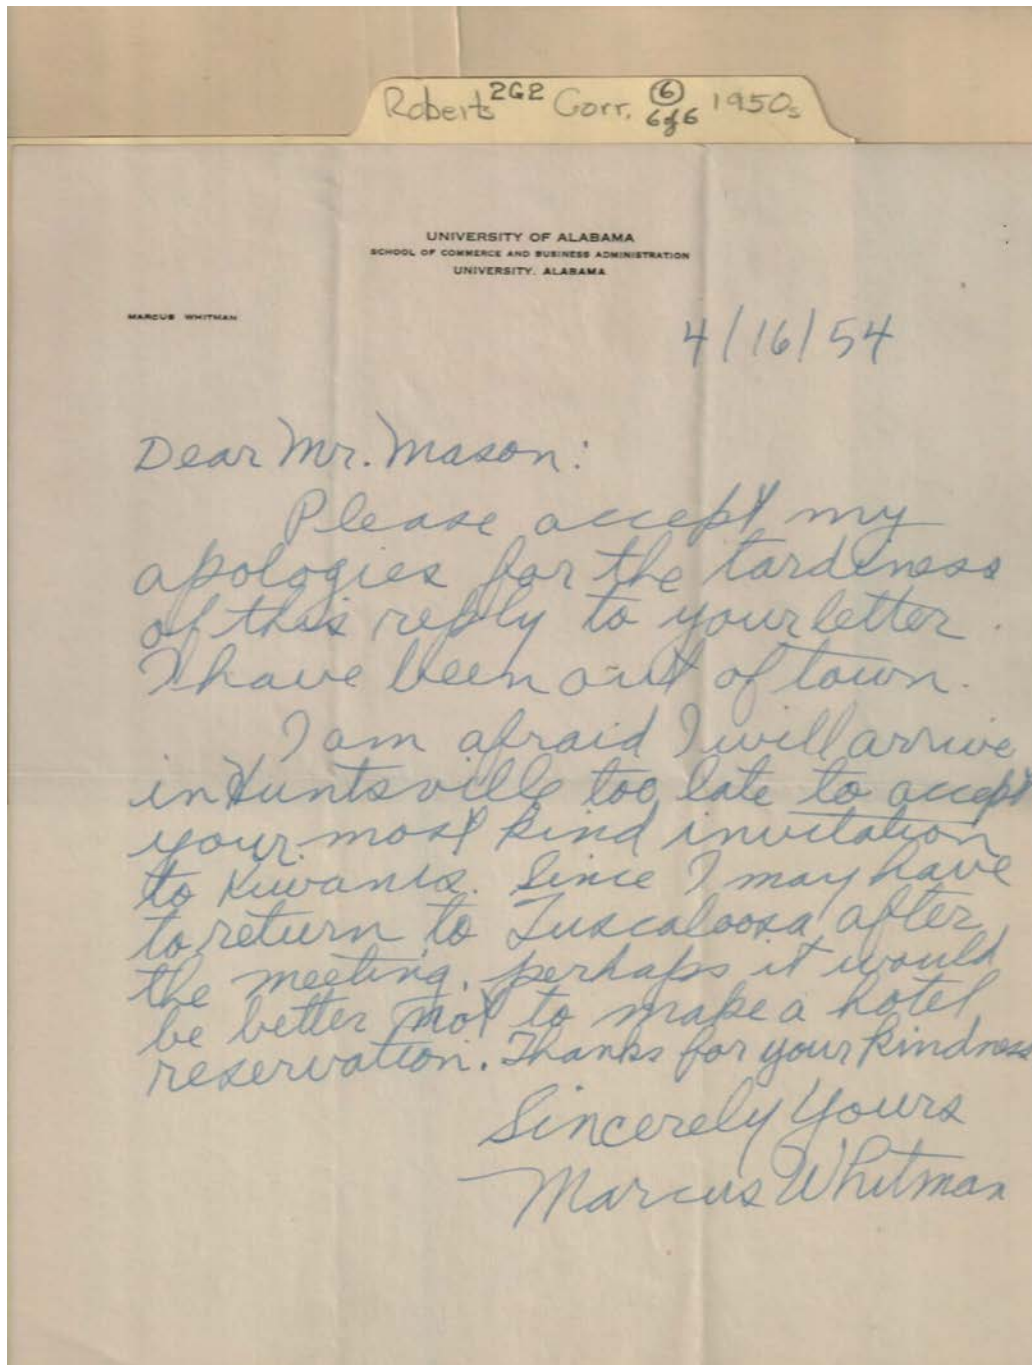 Roberts 2G2 Corr. 6 6 of 6 1950s
UNIVERSITY OF ALABAMA
SCHOOL OF COMMERCE AND BUSINESS ADMINISTRATION
UNIVERSITY, ALABAMA
MARCUS WHITMAN
4/16/54
Dear Mr. Mason:
Please accept my
apologies for the tardiness
of this reply to your letter.
I have been out of town.
I am afraid I will arrive
in Huntsville too late to accept
your most kind invitation
to Kiwanis. Since I may have
to return to Tuscaloosa after
the meeting, perhaps it would
be better not to make a hotel
reservation. Thanks for your kindness
Sincerely Yours
Marcus Whitman